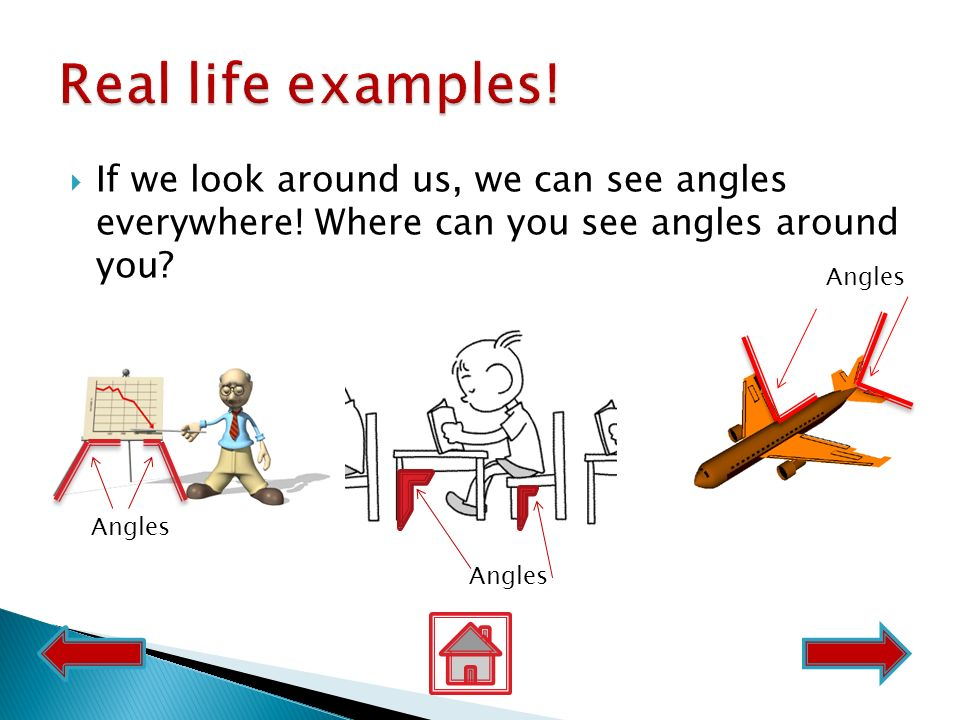 Real life examples!
If we look around us, we can see angles
everywhere! Where can you see angles around
you?
Angles
Angles
Angles